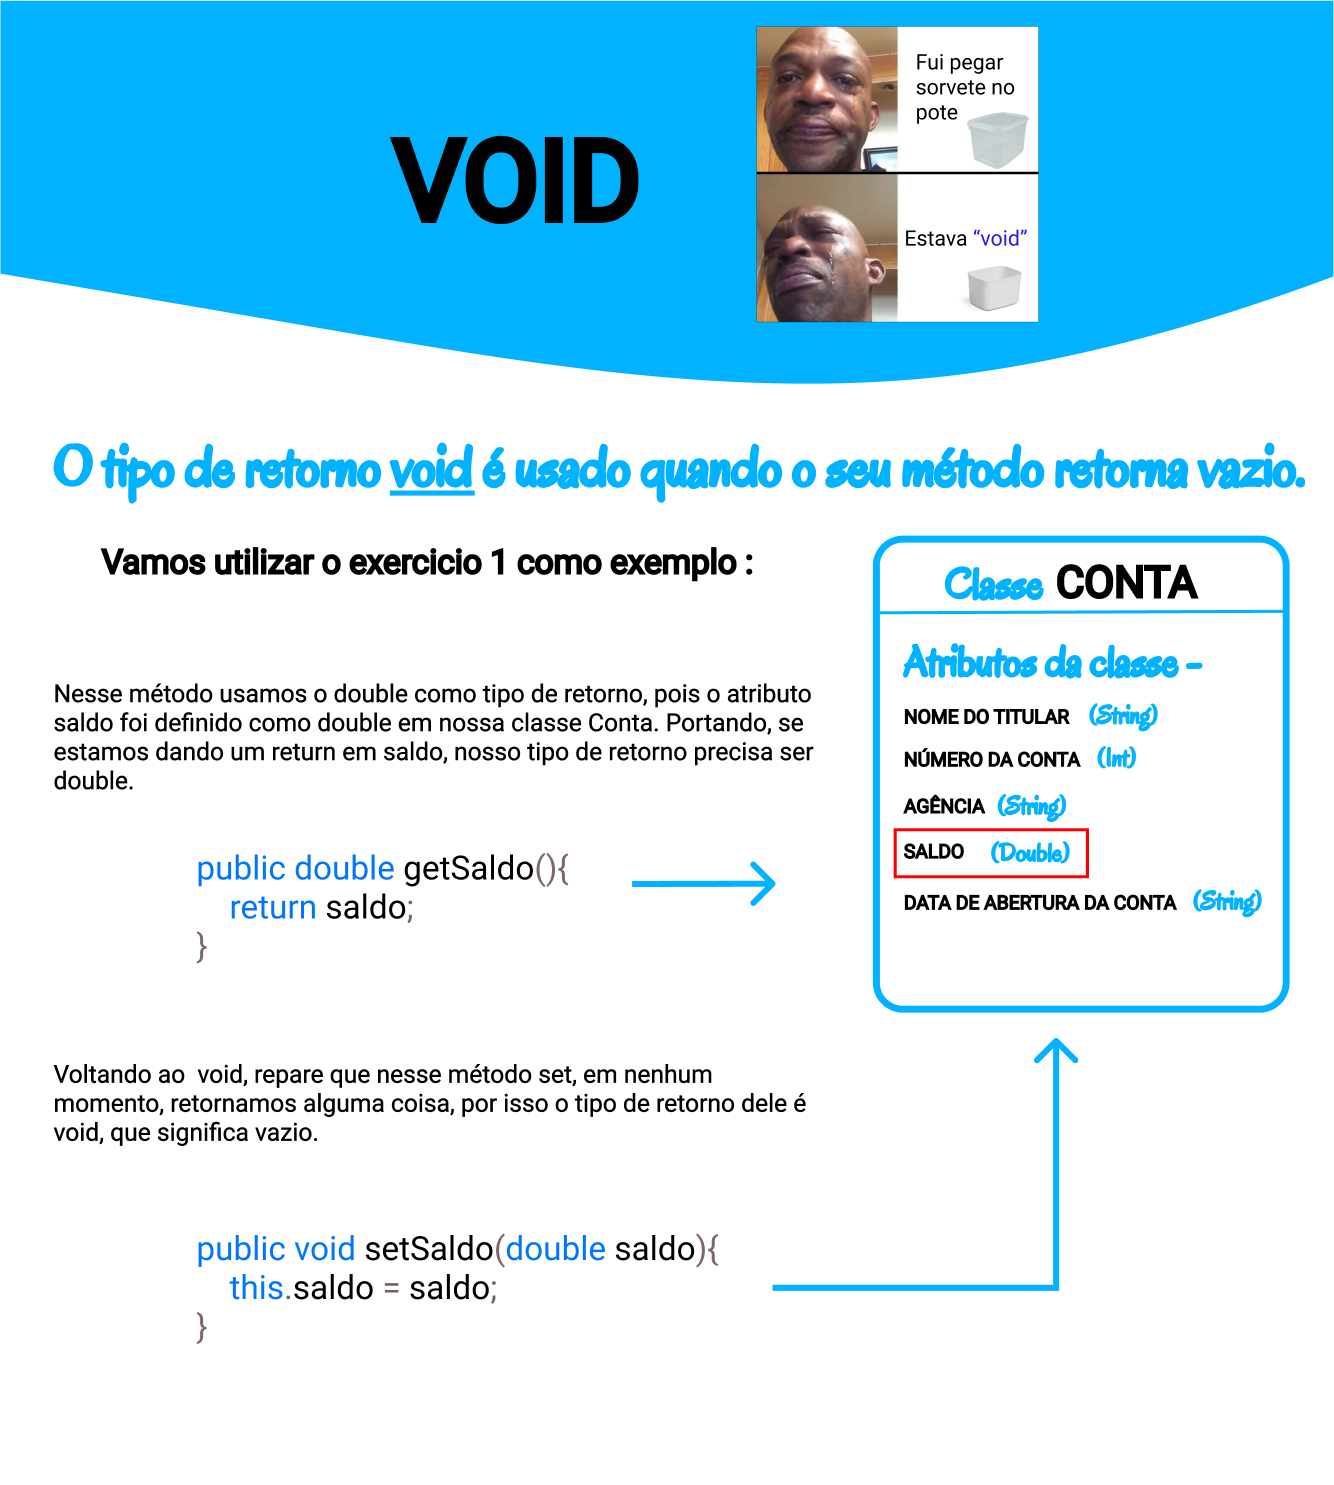 VOID
Fui pegar
sorvete no
pote
Estava “void”
O tipo de retorno void é usado quando o seu método retorna vazio.
Vamos utilizar o exercicio 1 como exemplo :
Nesse método usamos o double como tipo de retorno, pois o atributo
saldo foi definido como double em nossa classe Conta. Portando, se
estamos dando um return em saldo, nosso tipo de retorno precisa ser
double.
public double getSaldo(){
return saldo;
}
Classe CONTA
Atributos da classe -
NOME DO TITULAR (String)
NÚMERO DA CONTA (Int)
AGÊNCIA (String)
SALDO (Double)
DATA DE ABERTURA DA CONTA (String)
Voltando ao  void, repare que nesse método set, em nenhum
momento, retornamos alguma coisa, por isso o tipo de retorno dele é
void, que significa vazio.
public void setSaldo(double saldo){
this.saldo = saldo;
}